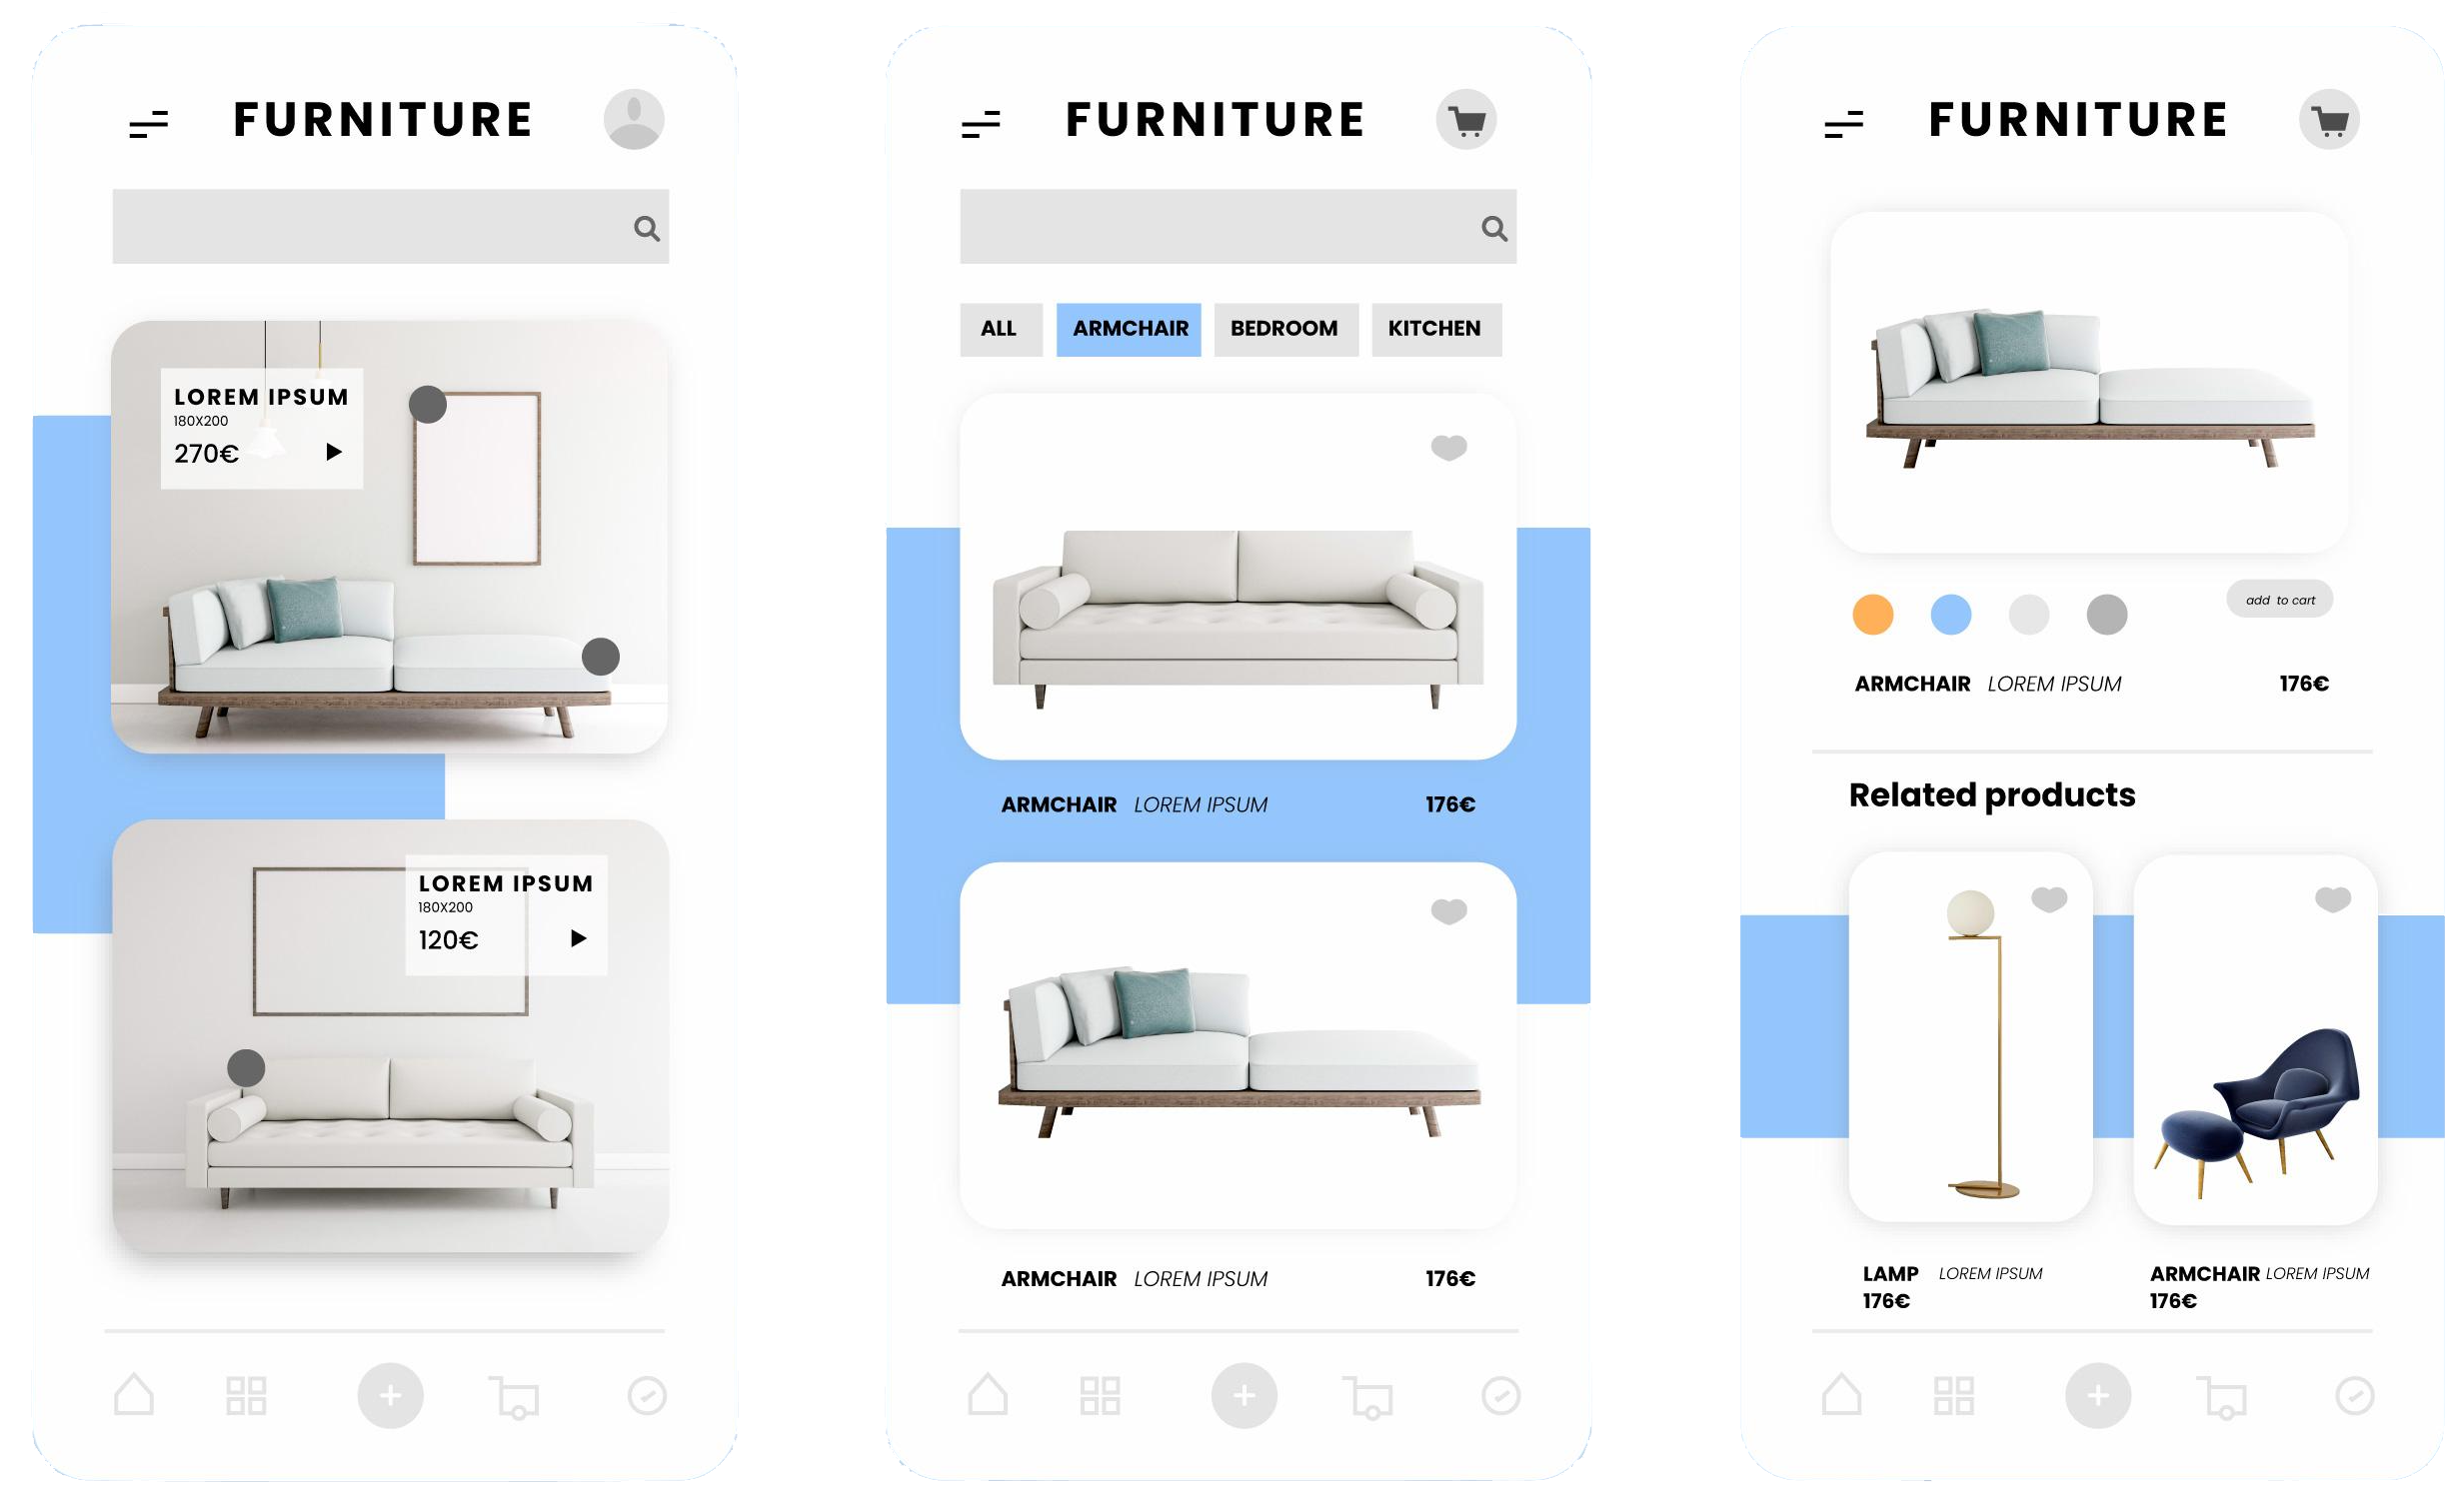 FURNITURE
LOREM IPSUM
180X200
270€
LOREM IPSUM
180X200
120€
FURNITURE
ALL ARMCHAIR BEDROOM KITCHEN
ARMCHAIR LOREM IPSUM 176€
ARMCHAIR LOREM IPSUM 176€
FURNITURE
add to cart
ARMCHAIR LOREM IPSUM 176€
Related products
LAMP LOREM IPSUM
176€
ARMCHAIR LOREM IPSUM
176€